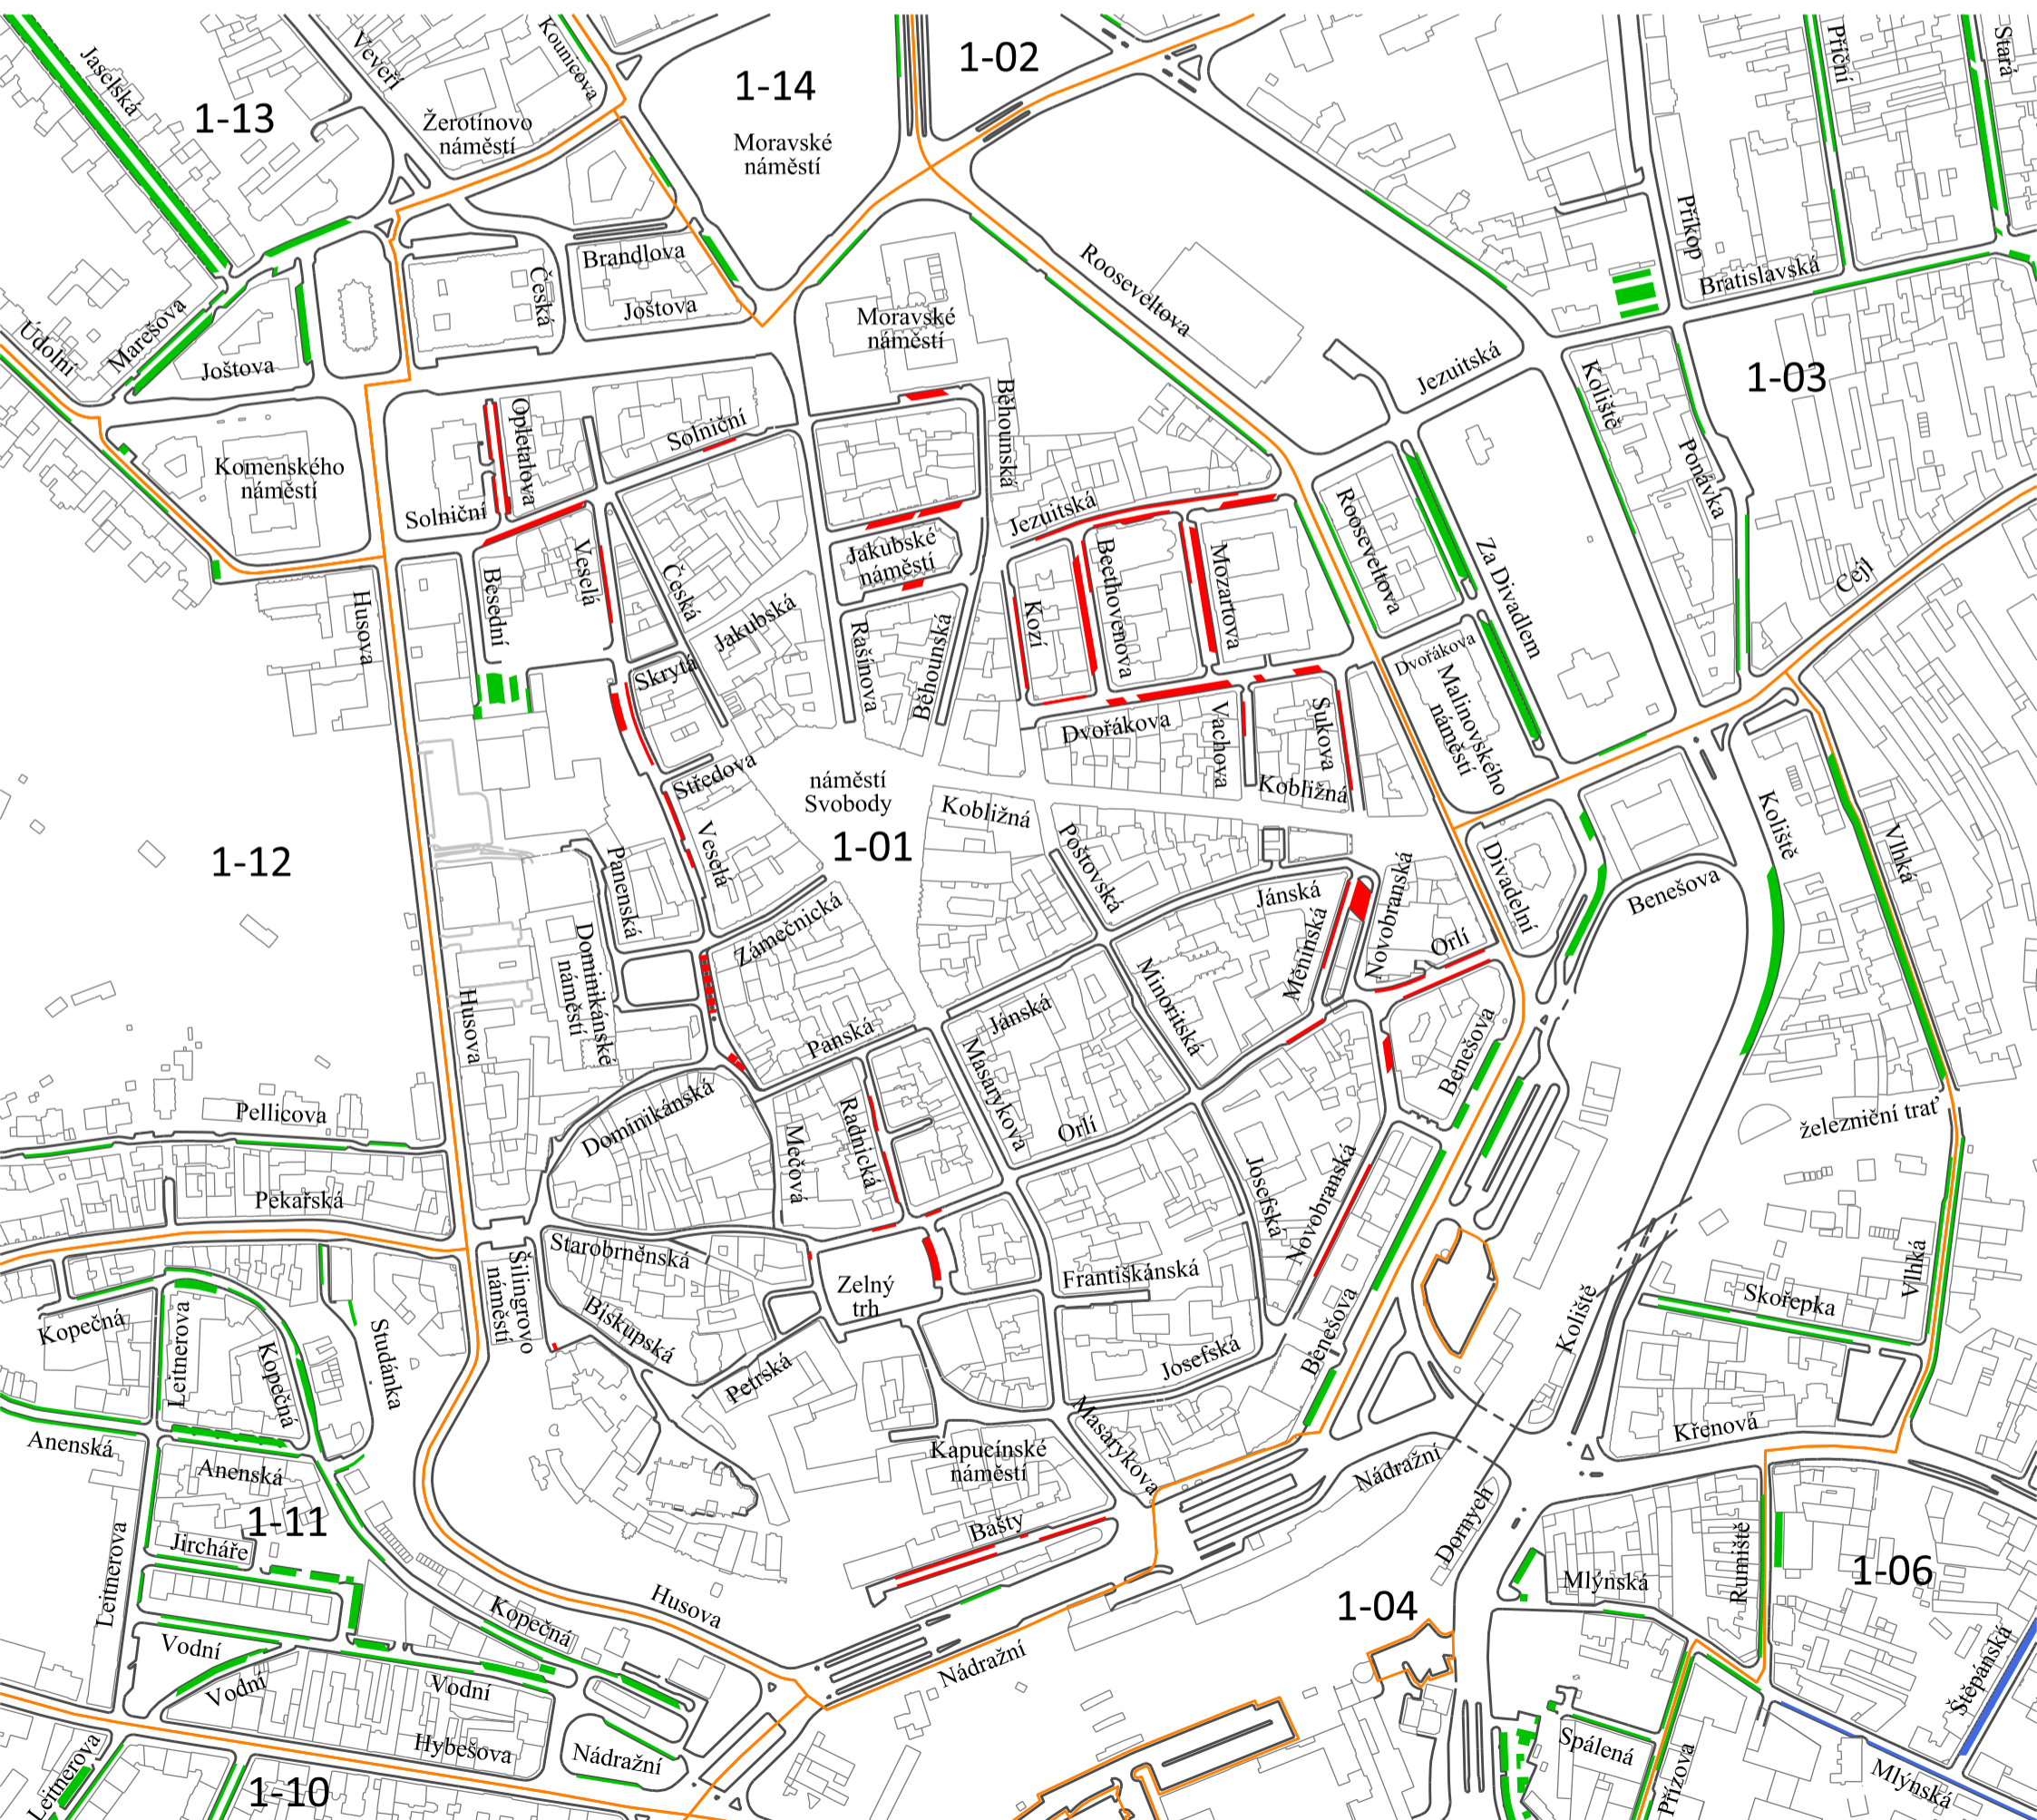 Jaselská
Veveří
Kounicova
1-02
Příční
Stará
1-13
1-14
Žerotínovo
náměstí
Moravské
náměstí
Příkop
Bratislavská
Brandlova
Česká
Joštova
Rooseveltova
Moravské
náměstí
Údolní
Marešova
Joštova
Jezuitská
Koliště
1-03
Běhounská
Opletalova
Solniční
Komenského
náměstí
Ponávka
Solniční
Jezuitská
Rooseveltova
Jakubské
náměstí
Veselá
Česká
Beethovenova
Mozartova
Za Divadlem
Cejl
Besední
Husova
Kozí
Jakubská
Rašínova
Běhounská
Skrytá
Dvořákova
Malinovského
náměstí
Dvořákova
Vachova
Sukova
Středova
náměstí
Svobody
Kobližná
Kobližná
1-01
1-12
Veselá
Panenská
Poštovská
Koliště
Vlhká
Divadelní
Benešova
Jánská
Novobranská
Měnínská
Orlí
Zámečnická
Dominikánské
náměstí
Minoritská
Husova
Jánská
Panská
Masarykova
Benešova
Pellicova
Dominikánská
Radnická
Mečová
Orlí
železniční trať
Pekařská
Josefská
Novobranská
Starobrněnská
Šilingrovo
náměstí
Zelný
trh
Františkánská
Vlhká
Skořepka
Kopečná
Leitnerova
Kopečná
Studánka
Biskupská
Petrská
Josefská
Benešova
Koliště
Křenová
Anenská
Anenská
Masarykova
Kapucínské
náměstí
Nádražní
Dornych
1-11
Bašty
Jircháře
Leitnerova
Rumiště
1-06
Mlýnská
1-04
Husova
Kopečná
Vodní
Vodní
Vodní
Nádražní
Štěpánská
Hybešova
Nádražní
Spálená
Přízova
Mlýnská
Leitnerova
1-10